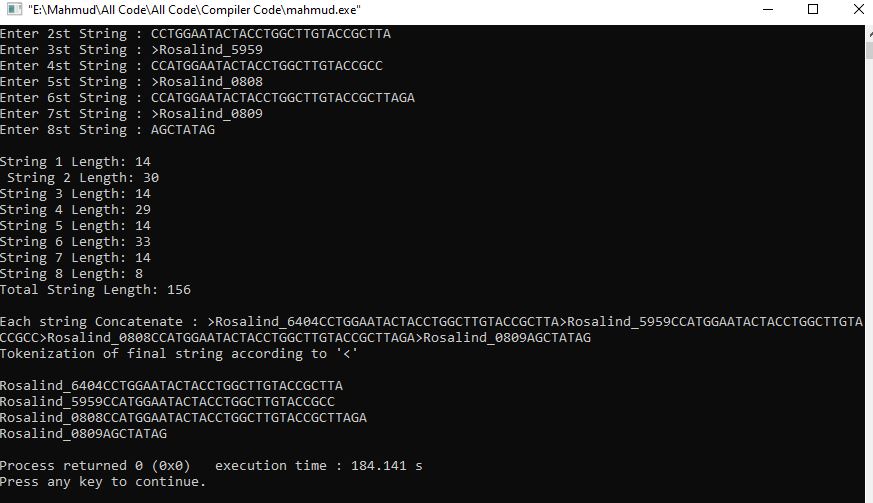 "E:\Mahmud\All Code\All Code\Compiler Code\mahmud.exe"
Enter 2st String : CCTGGAATACTACCTGGCTTGTACCGCTTA
Enter 3st String : >Rosalind_5959
Enter 4st String : CCATGGAATACTACCTGGCTTGTACCGCC
Enter 5st String : >Rosalind_0808
Enter 6st String : CCATGGAATACTACCTGGCTTGTACCGCTTAGA
Enter 7st String : >Rosalind_0809
Enter 8st String : AGCTATAG
String 1 Length: 14
String 2 Length: 30
String 3 Length: 14
String 4 Length: 29
String 5 Length: 14
String 6 Length: 33
String 7 Length: 14
String 8 Length: 8
Total String Length: 156
Each string Concatenate : >Rosalind_6404CCTGGAATACTACCTGGCTTGTACCGCTTA>Rosalind_5959CCATGGAATACTACCTGGCTTGTA
CCGCC>Rosalind_0808CCATGGAATACTACCTGGCTTGTACCGCTTAGA>Rosalind_0809AGCTATAG
Tokenization of final string according to '<'
Rosalind_6404CCTGGAATACTACCTGGCTTGTACCGCTTA
Rosalind_5959CCATGGAATACTACCTGGCTTGTACCGCC
Rosalind_0808CCATGGAATACTACCTGGCTTGTACCGCTTAGA
Rosalind_0809AGCTATAG
Process returned 0 (0x0)   execution time : 184.141 s
Press any key to continue.